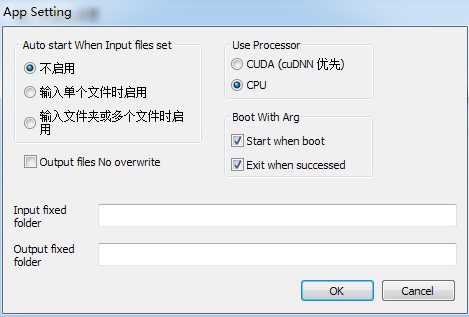 App Setting
Auto start When Input files set
不启用
输入单个文件时启用
输入文件夹或多个文件时启
用
Output files No overwrite
Use Processor
CUDA (cuDNN 优先)
CPU
Boot With Arg
Start when boot
Exit when successed
Input fixed
folder
Output fixed
folder
OK
Cancel